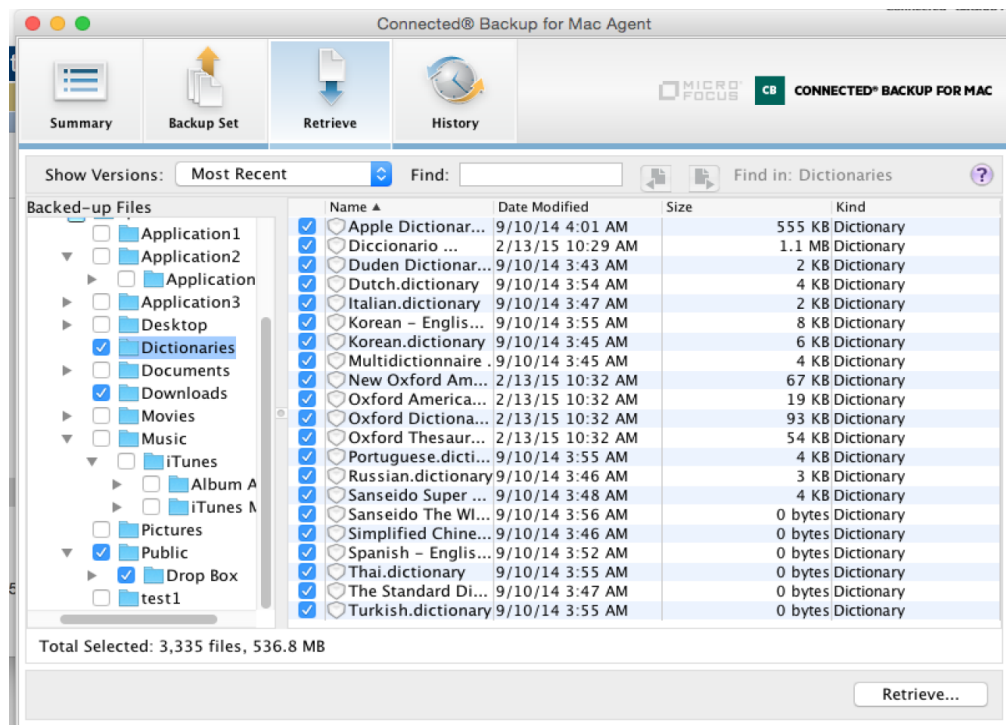 Connected® Backup for Mac Agent
Summary Backup Set Retrieve History MICRO FOCUS CB CONNECTED® BACKUP FOR MAC
Show Versions: Most Recent Find: Find in: Dictionaries ?
Backed-up Files
Application1
Application2
Application
Application3
Desktop
Dictionaries
Documents
Downloads
Movies
Music
iTunes
Album A
iTunes M
Pictures
Public
Drop Box
test1
Name Date Modified Size Kind
Apple Dictionar... 9/10/14 4:01 AM 555 KB Dictionary
Diccionario ... 2/13/15 10:29 AM 1.1 MB Dictionary
Duden Dictionar... 9/10/14 3:43 AM 2 KB Dictionary
Dutch.dictionary 9/10/14 3:54 AM 4 KB Dictionary
Italian.dictionary 9/10/14 3:47 AM 2 KB Dictionary
Korean – Englis... 9/10/14 3:55 AM 8 KB Dictionary
Korean.dictionary 9/10/14 3:45 AM 6 KB Dictionary
Multidictionnaire . 9/10/14 3:45 AM 4 KB Dictionary
New Oxford Am... 2/13/15 10:32 AM 67 KB Dictionary
Oxford America... 2/13/15 10:32 AM 19 KB Dictionary
Oxford Dictiona... 2/13/15 10:32 AM 93 KB Dictionary
Oxford Thesaur... 2/13/15 10:32 AM 54 KB Dictionary
Portuguese.dicti... 9/10/14 3:55 AM 4 KB Dictionary
Russian.dictionary 9/10/14 3:46 AM 3 KB Dictionary
Sanseido Super ... 9/10/14 3:48 AM 4 KB Dictionary
Sanseido The WI... 9/10/14 3:56 AM 0 bytes Dictionary
Simplified Chine... 9/10/14 3:46 AM 0 bytes Dictionary
Spanish – Englis... 9/10/14 3:52 AM 0 bytes Dictionary
Thai.dictionary 9/10/14 3:55 AM 0 bytes Dictionary
The Standard Di... 9/10/14 3:47 AM 0 bytes Dictionary
Turkish.dictionary 9/10/14 3:55 AM 0 bytes Dictionary
Total Selected: 3,335 files, 536.8 MB
Retrieve...